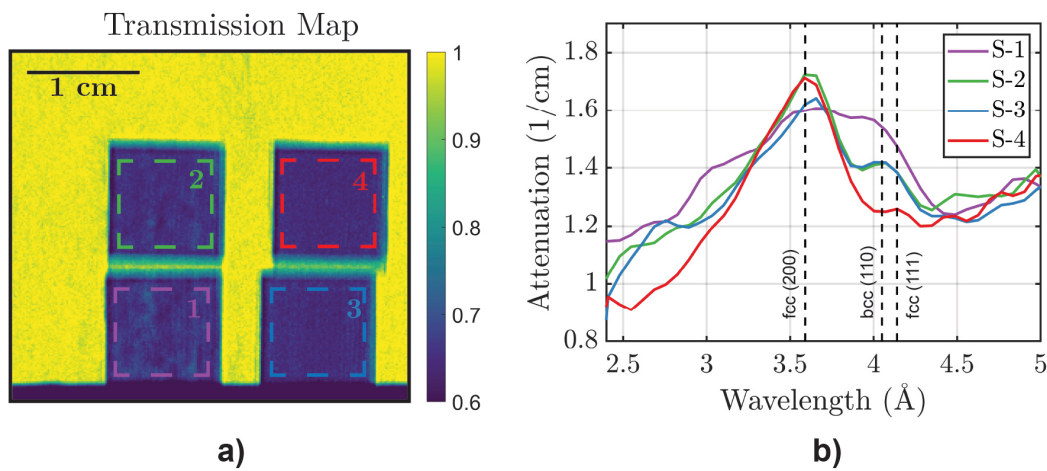 Transmission Map
1 cm
2
4
1
3
1
0.9
0.8
0.7
0.6
a)
Attenuation (1/cm)
1.8
1.6
1.4
1.2
1
0.8
S-1
S-2
S-3
S-4
fcc (200)
bcc (110)
fcc (111)
2.5 3 3.5 4 4.5 5
Wavelength (Å)
b)